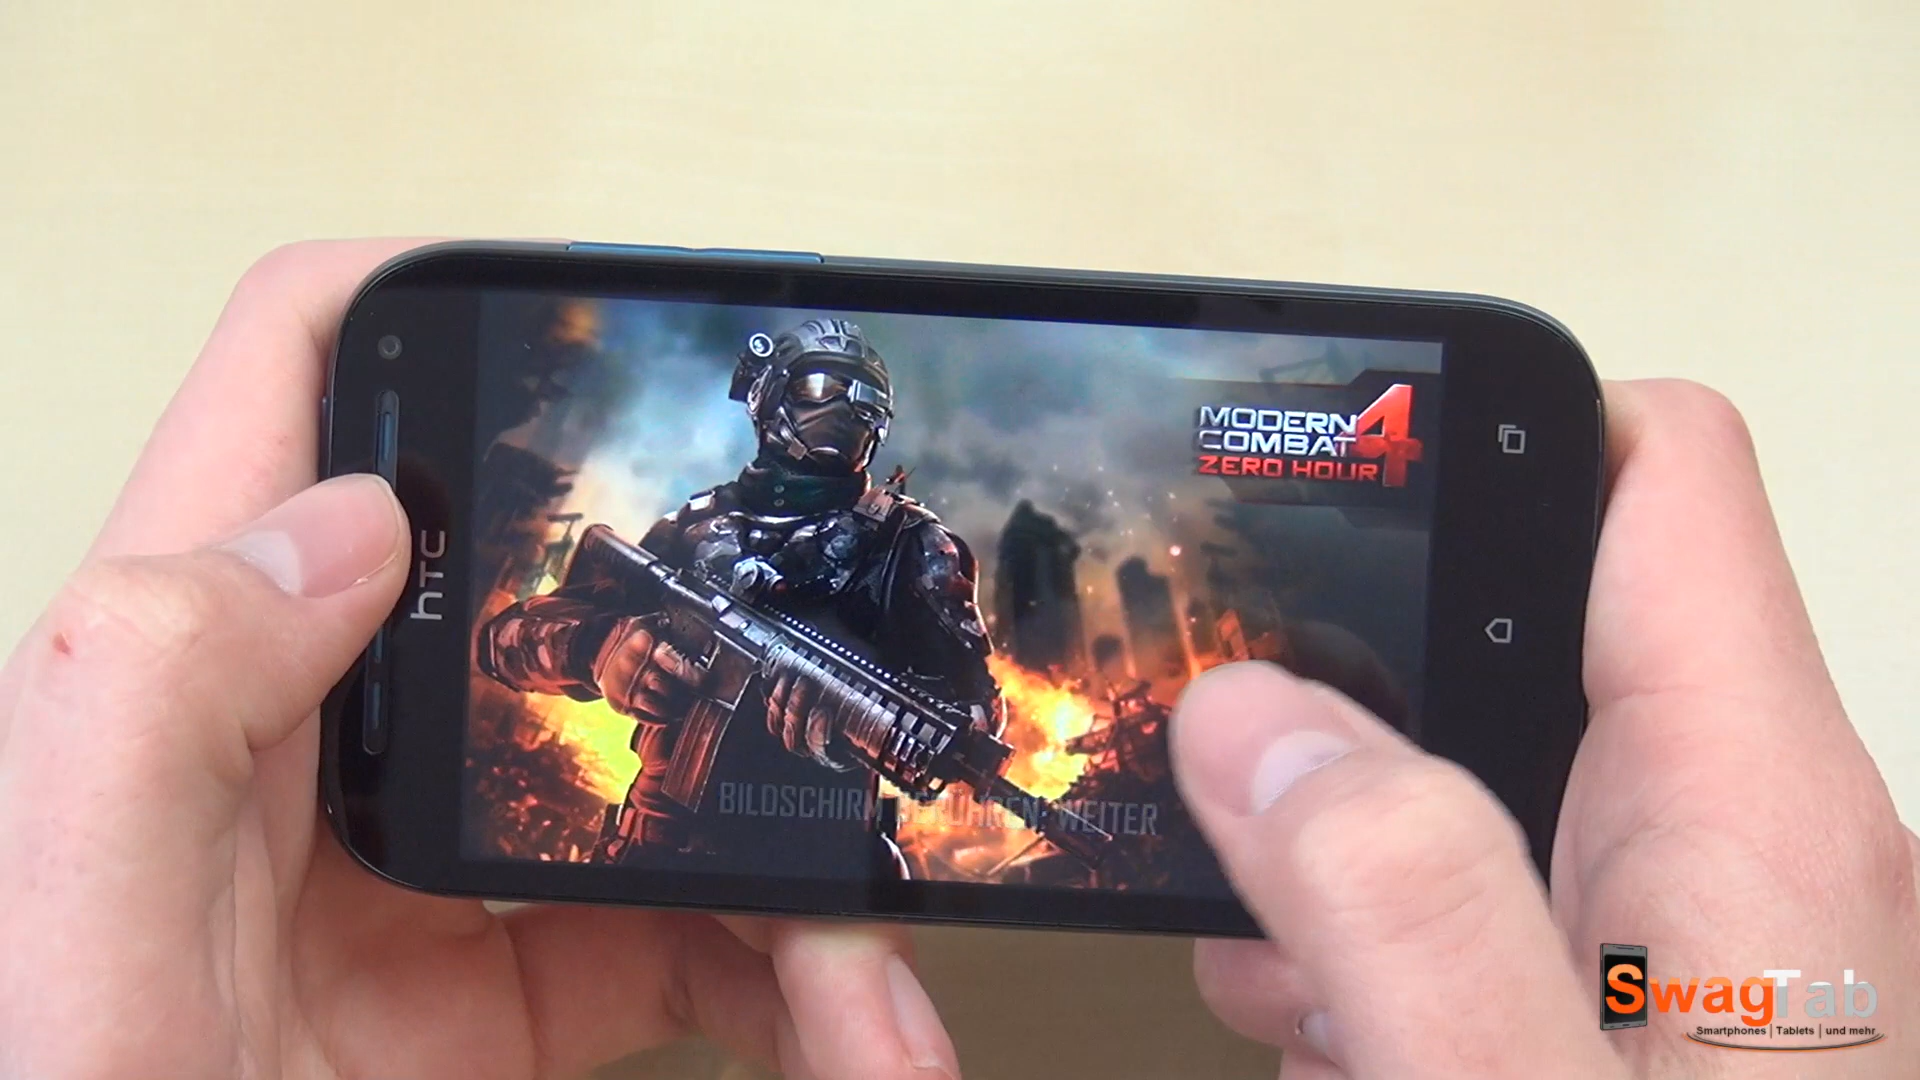 hTC
MODERN
COMBAT 4
ZERO HOUR
BILDSCHIRM BERÜHREN: WEITER
SwagTab
Smartphones | Tablets | und mehr